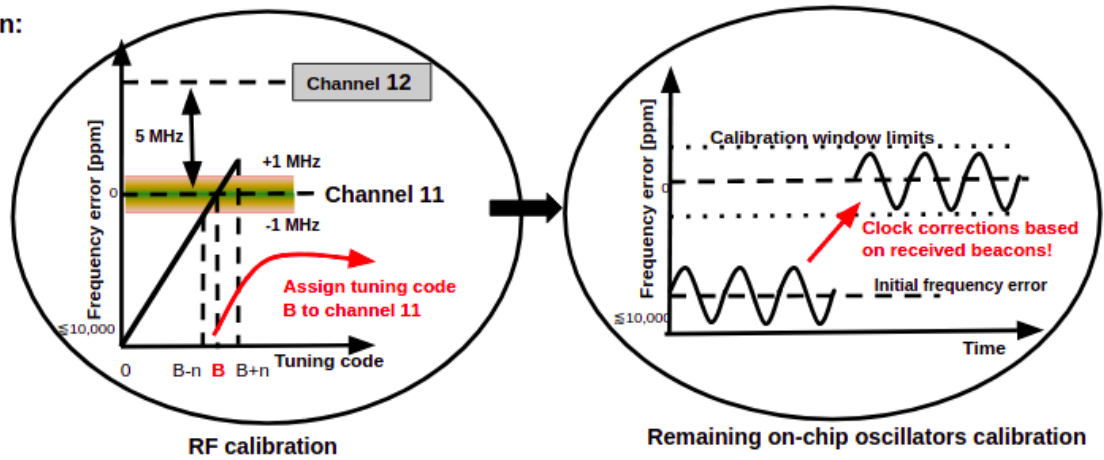 n:
Channel 12
5 MHz
+1 MHz
0
Channel 11
-1 MHz
Frequency error [ppm]
Assign tuning code
B to channel 11
≦10,000
Tuning code
0 B-n B B+n
RF calibration
Calibration window limits
0
Frequency error [ppm]
Clock corrections based
on received beacons!
Initial frequency error
≦10,000
Time
Remaining on-chip oscillators calibration